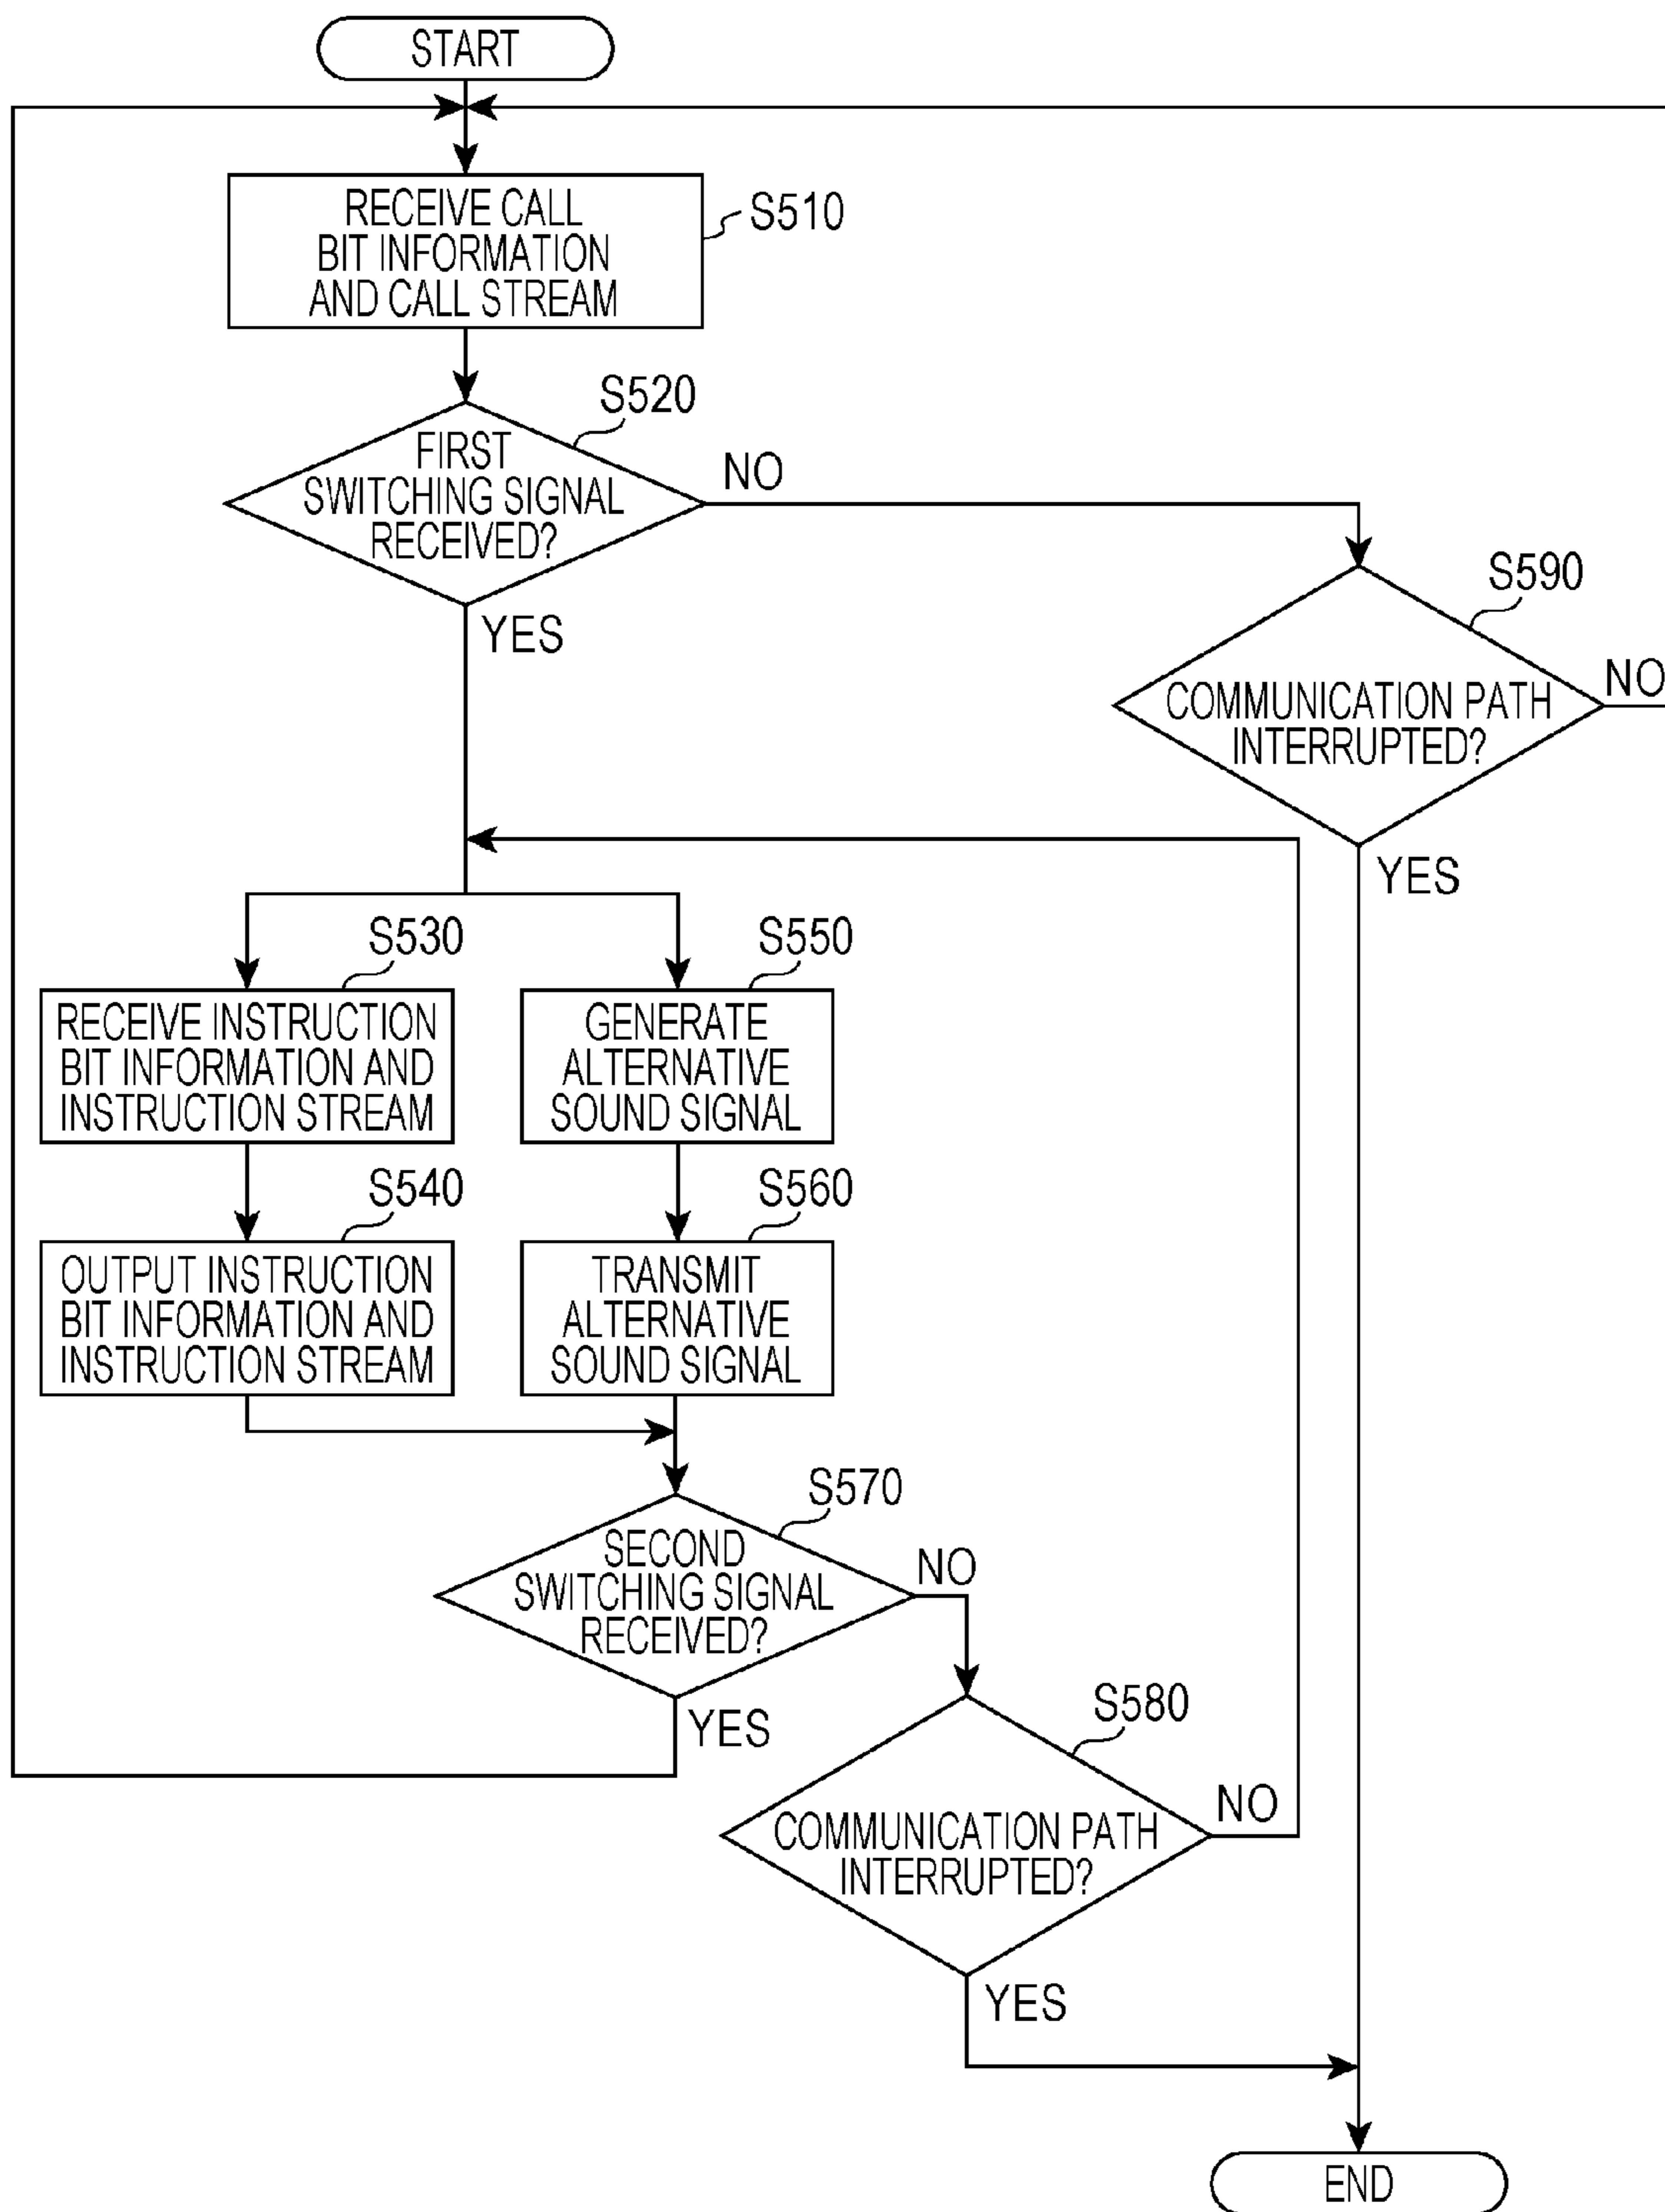 START
RECEIVE CALL
BIT INFORMATION
AND CALL STREAM
S510
S520
FIRST
SWITCHING SIGNAL
RECEIVED?
NO
YES
S590
COMMUNICATION PATH
INTERRUPTED?
NO
YES
S530
RECEIVE INSTRUCTION
BIT INFORMATION AND
INSTRUCTION STREAM
S550
GENERATE
ALTERNATIVE
SOUND SIGNAL
S540
OUTPUT INSTRUCTION
BIT INFORMATION AND
INSTRUCTION STREAM
S560
TRANSMIT
ALTERNATIVE
SOUND SIGNAL
S570
SECOND
SWITCHING SIGNAL
RECEIVED?
NO
YES
S580
COMMUNICATION PATH
INTERRUPTED?
NO
YES
END